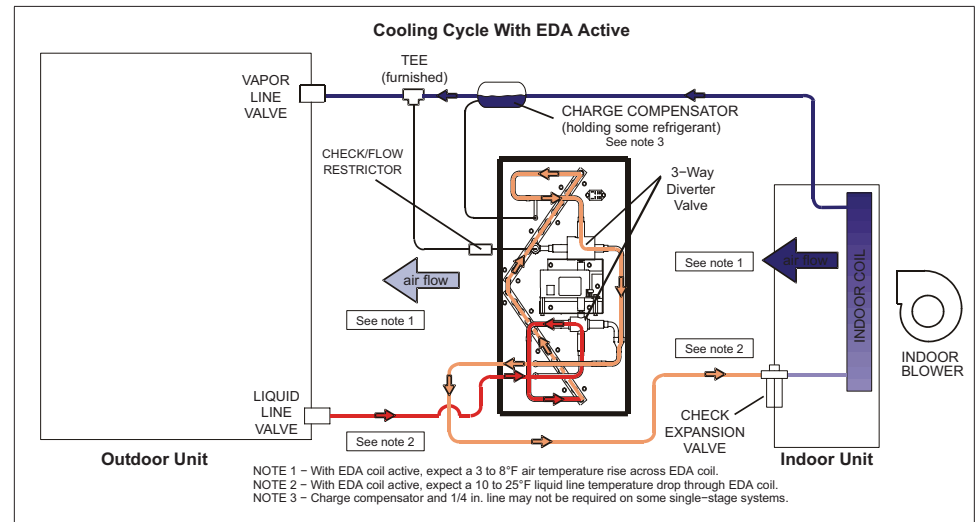 Cooling Cycle With EDA Active
TEE
(furnished)
VAPOR
LINE
VALVE
CHARGE COMPENSATOR
(holding some refrigerant)
See note 3
CHECK/FLOW
RESTRICTOR
3−Way
Diverter
Valve
air flow
See note 1
See note 1
air flow
INDOOR COIL
INDOOR
BLOWER
See note 2
LIQUID
LINE
VALVE
See note 2
CHECK
EXPANSION
VALVE
Outdoor Unit
Indoor Unit
NOTE 1 − With EDA coil active, expect a 3 to 8°F air temperature rise across EDA coil.
NOTE 2 − With EDA coil active, expect a 10 to 25°F liquid line temperature drop through EDA coil.
NOTE 3 − Charge compensator and 1/4 in. line may not be required on some single−stage systems.